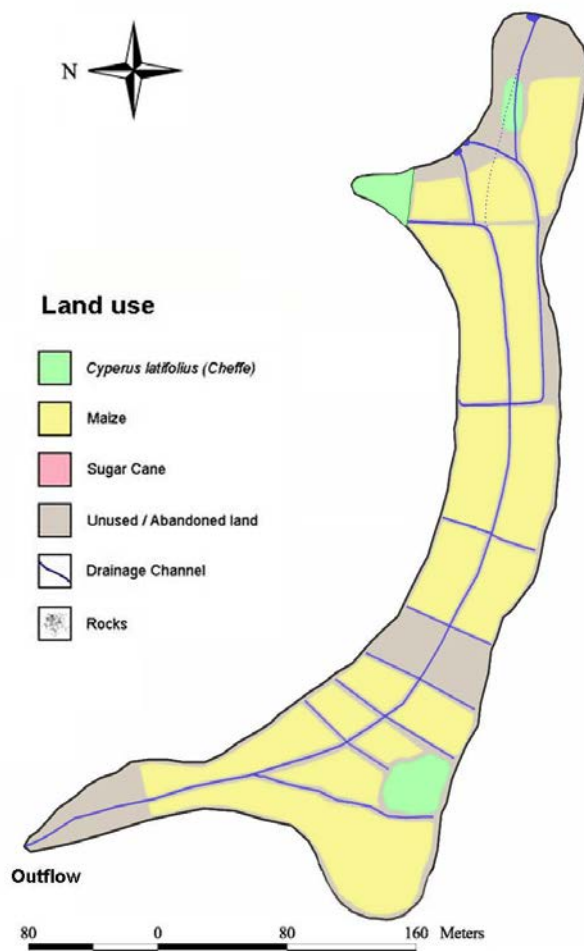 N
Land use
Cyperus latifolius (Cheffe)
Maize
Sugar Cane
Unused / Abandoned land
Drainage Channel
Rocks
Outflow
80 0 80 160 Meters